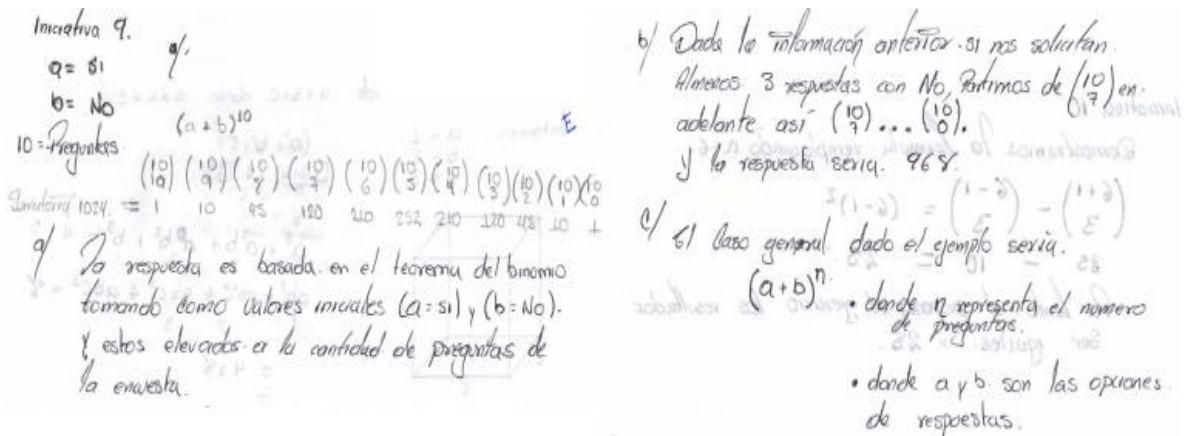 Iniciativa 9.
a/.
a = si
b = No
(a + b)^10
10 = Preguntas
E
(10 10) (10 9) (10 8) (10 7) (10 6) (10 5) (10 4) (10 3) (10 2) (10 1) (10 0)
1024. = 1 10 45 120 210 252 210 120 45 10 1
a/ La respuesta es basada en el teorema del binomio
tomando como valores iniciales (a = si) y (b = No).
Y estos elevados a la cantidad de preguntas de
la encuesta.
b/ Dada la información anterior. si nos solicitan
Almenos 3 respuestas con No, Partimos de (10 7) en
adelante así (10 7) ... (10 0).
y la respuesta seria. 968.
c/ El Caso general dado el ejemplo seria.
(a + b)^n.
• donde n representa el numero
de preguntas.
• donde a y b son las opciones
de respuestas.